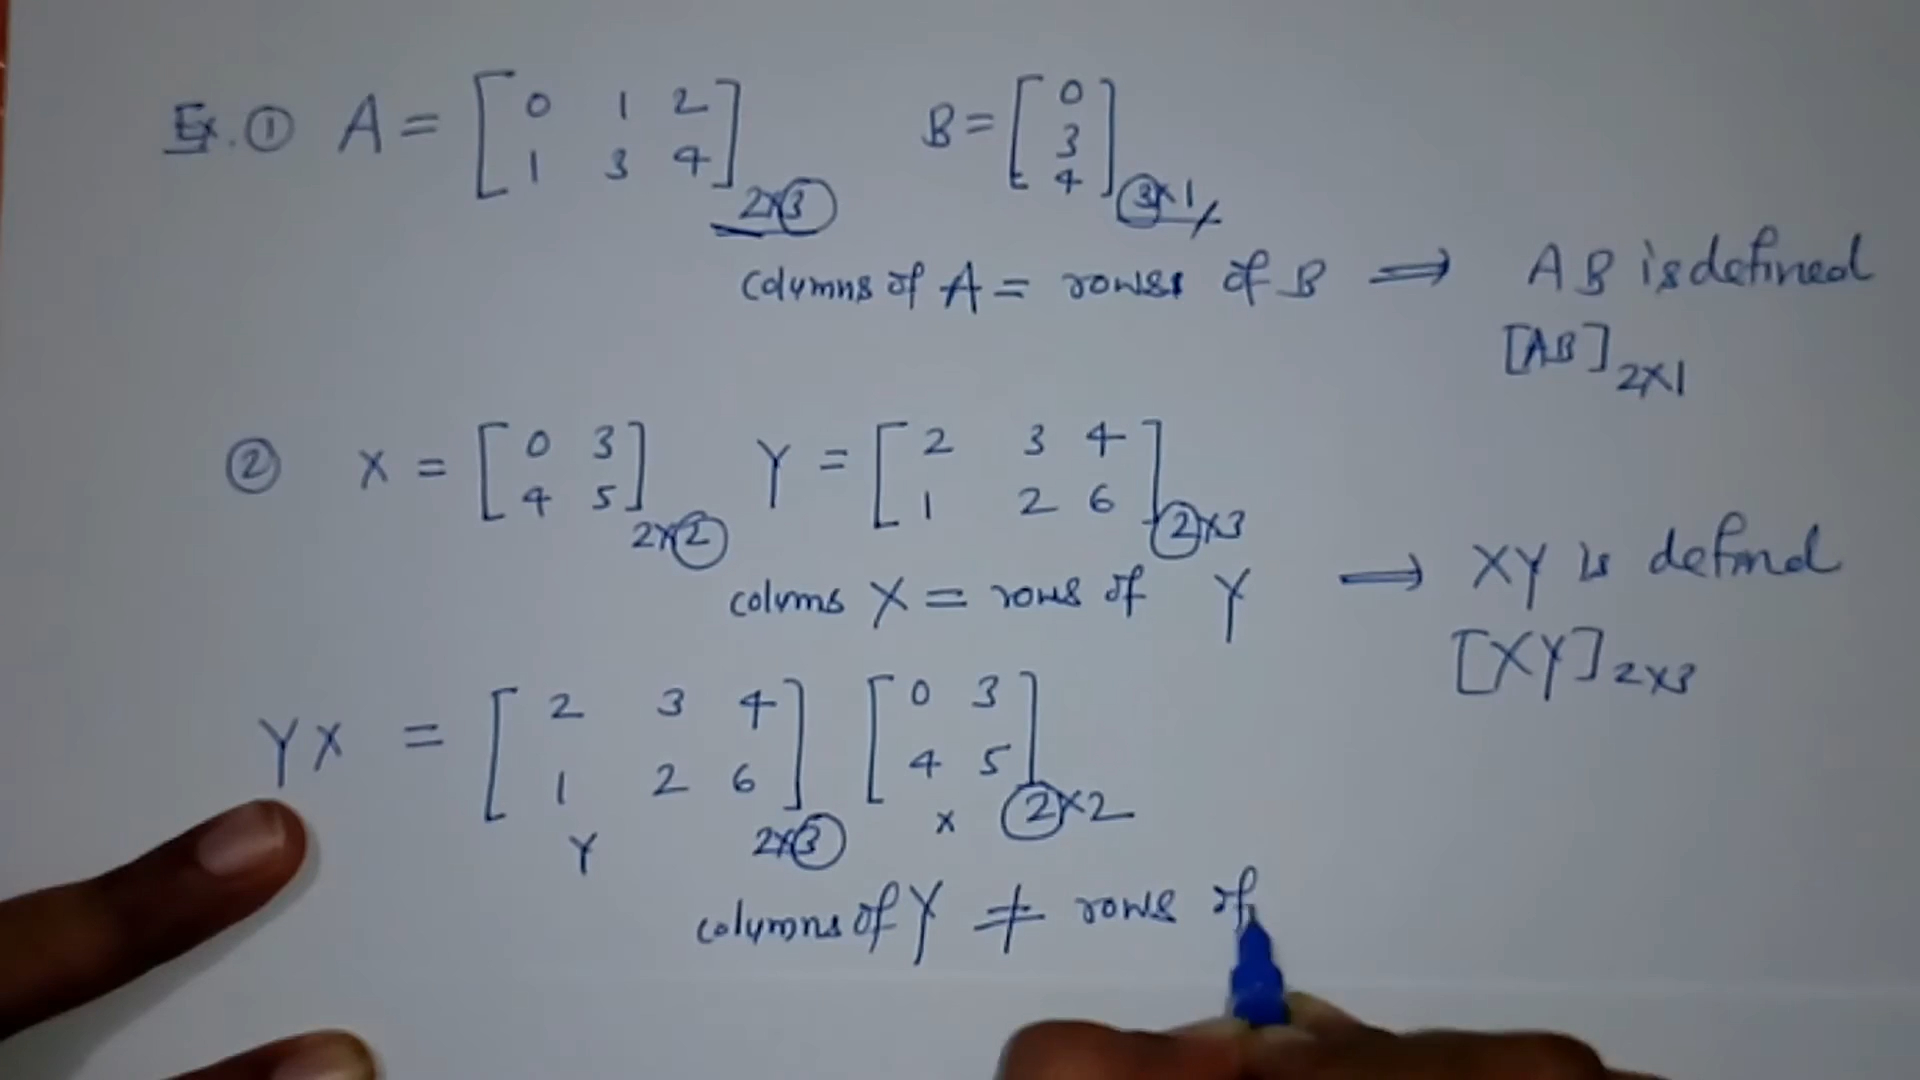 Ex. ① A = [ 0 1 2 B = [ 0
1 3 4 ] 2×3 3
4 ] 3×1
columns of A = rows of B ⟹ AB is defined
[AB] 2×1
② X = [ 0 3 Y = [ 2 3 4
4 5 ] 2×2 1 2 6 ] 2×3
colums X = rows of Y ⟹ XY is defind
[XY] 2×3
YX = [ 2 3 4 [ 0 3
1 2 6 ] 2×3 4 5 ] 2×2
Y X
columns of Y ≠ rows of